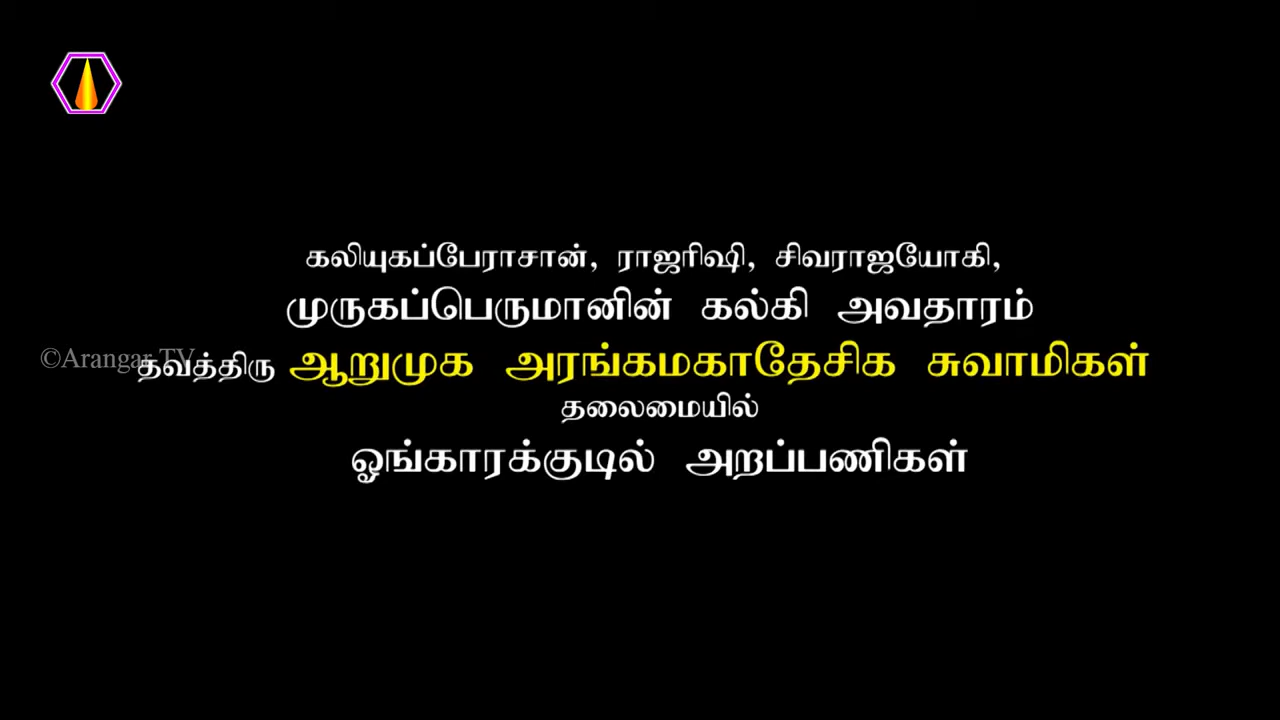 கலியுகப்பேராசான், ராஜரிஷி, சிவராஜயோகி,
முருகப்பெருமானின் கல்கி அவதாரம்
©Arangar TV
தவத்திரு ஆறுமுக அரங்கமகாதேசிக சுவாமிகள்
தலைமையில்
ஓங்காரக்குடில் அறப்பணிகள்